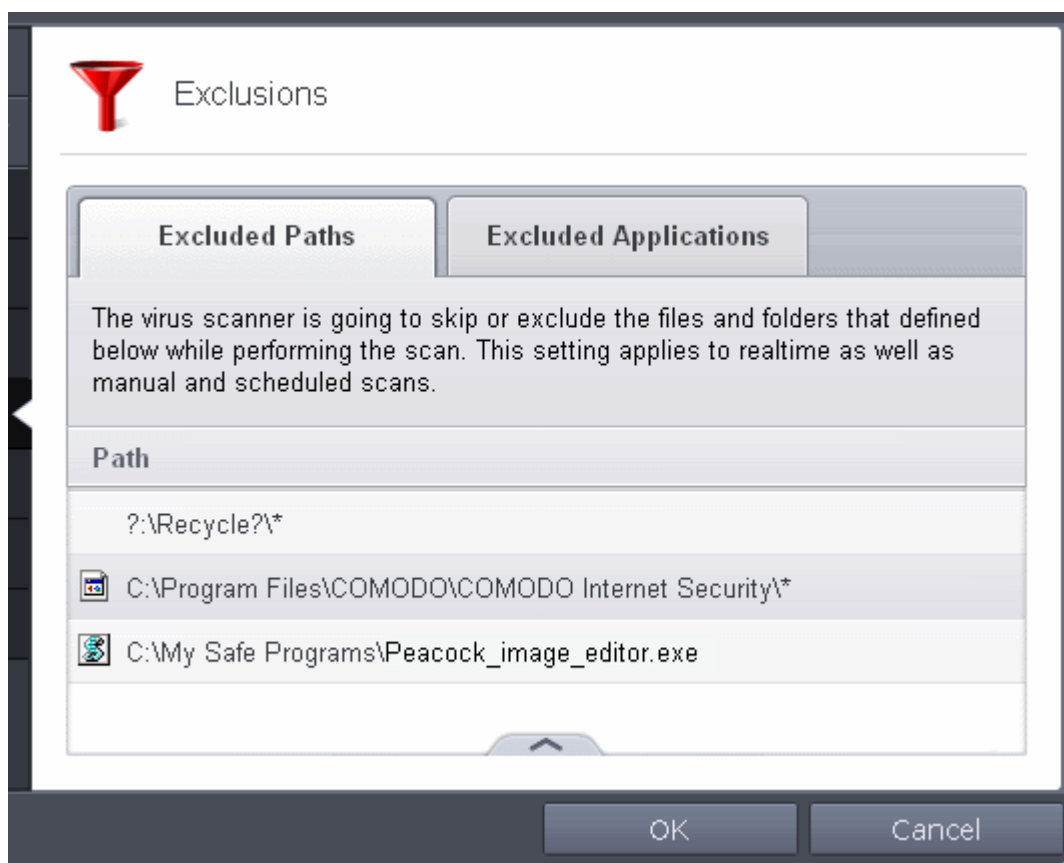 Exclusions
Excluded Paths
Excluded Applications
The virus scanner is going to skip or exclude the files and folders that defined
below while performing the scan. This setting applies to realtime as well as
manual and scheduled scans.
Path
?:\Recycle?\*
C:\Program Files\COMODO\COMODO Internet Security\*
C:\My Safe Programs\Peacock_image_editor.exe
OK
Cancel